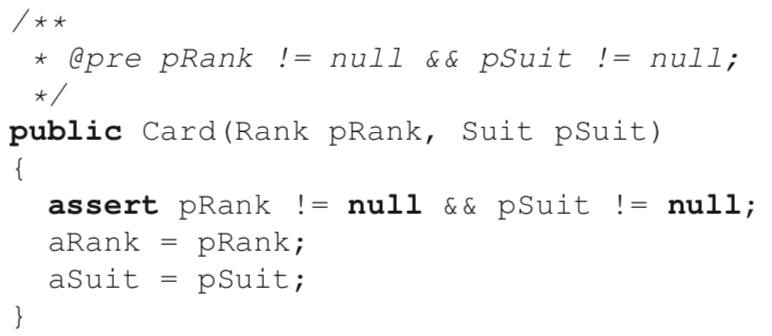 /**
 * @pre pRank != null && pSuit != null;
 */
public Card(Rank pRank, Suit pSuit)
{
  assert pRank != null && pSuit != null;
  aRank = pRank;
  aSuit = pSuit;
}